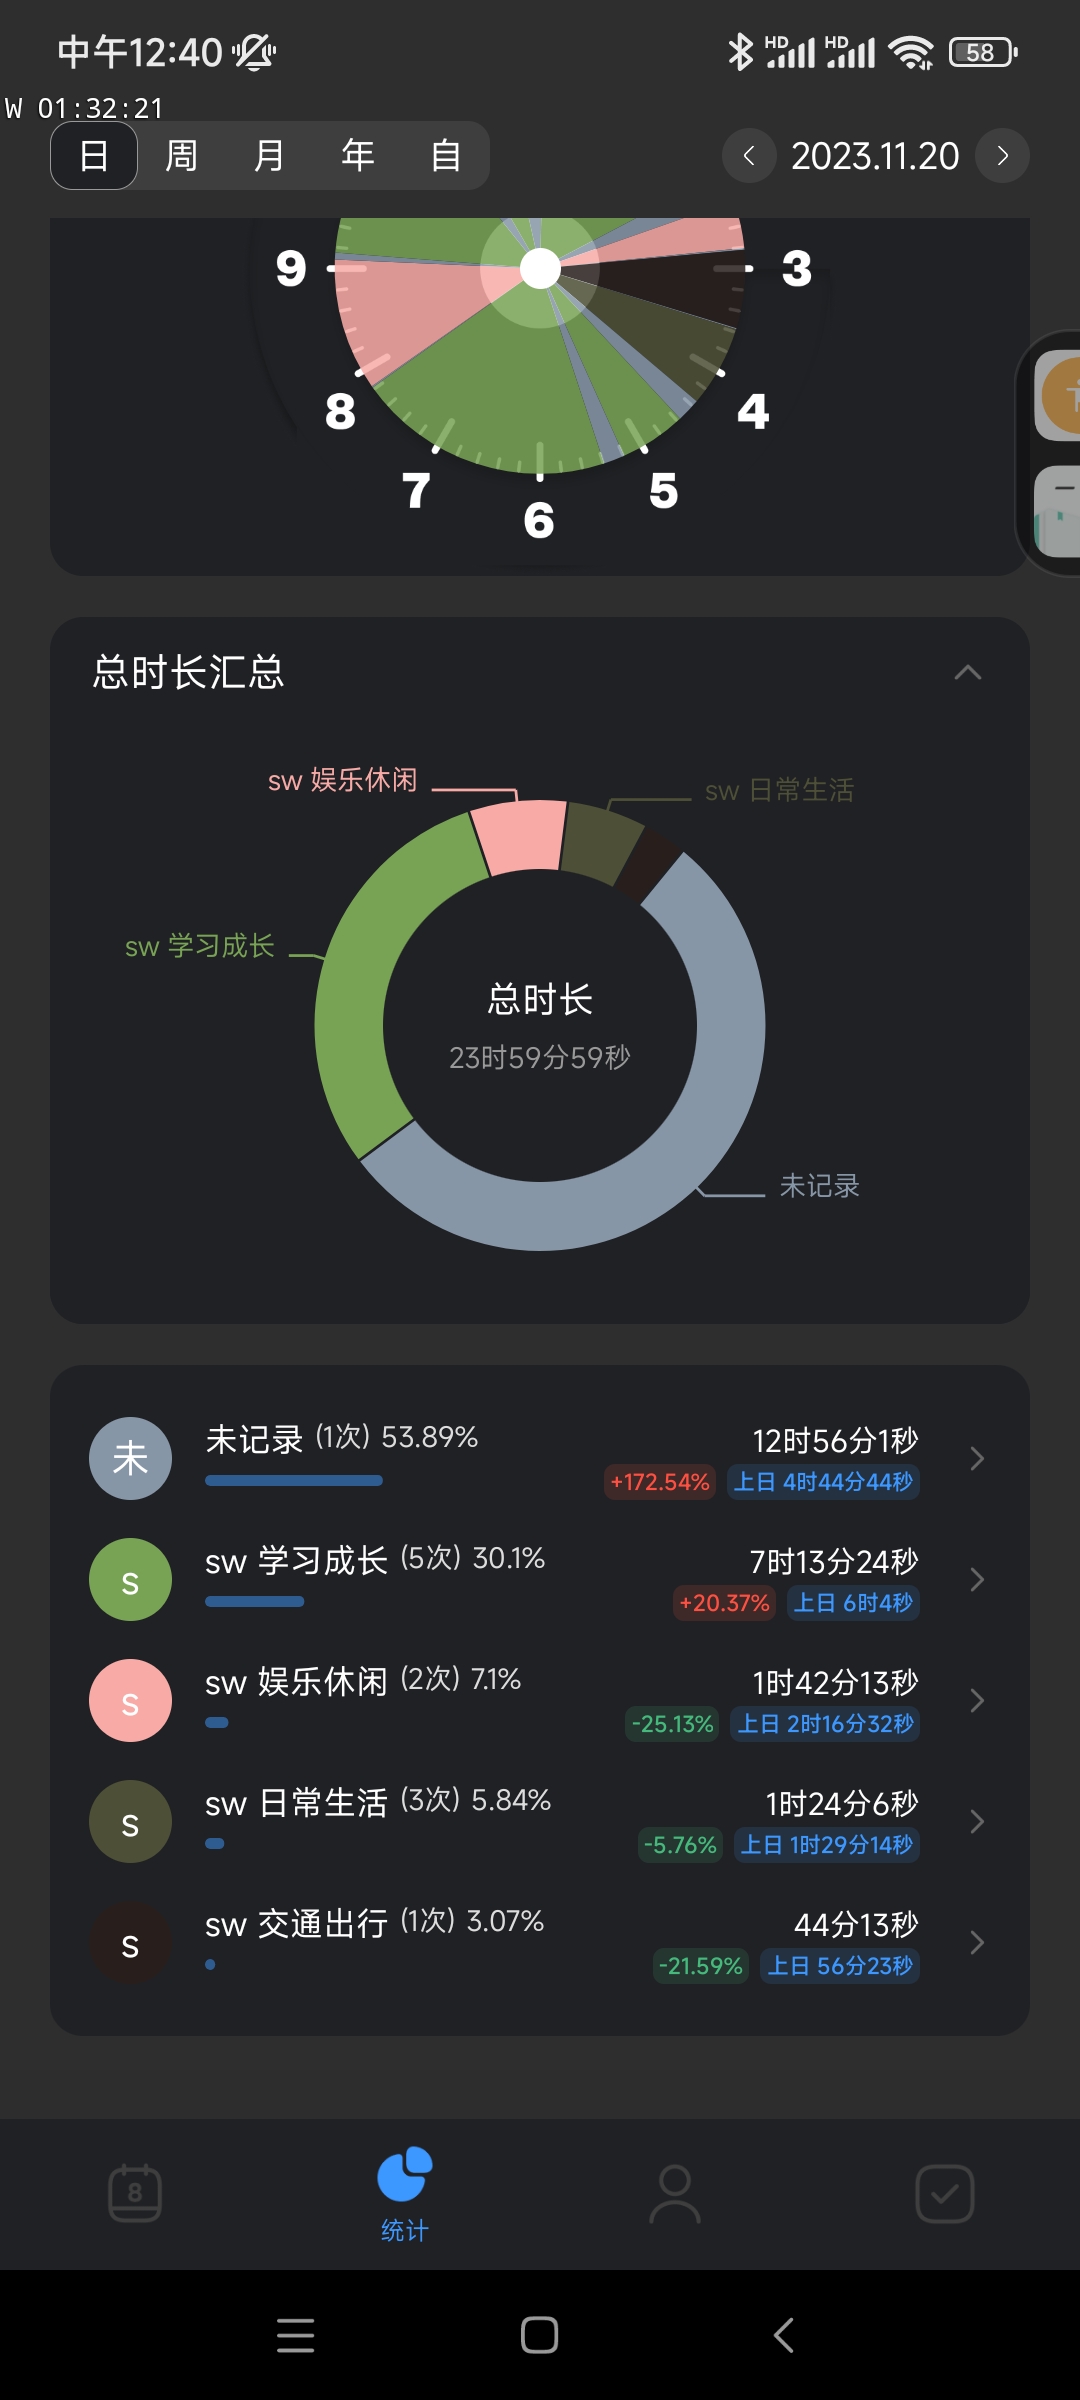 中午12:40
HD HD 58
W 01:32:21
日 周 月 年 自 2023.11.20
9 3
8 4
7 5
6
总时长汇总
sw 娱乐休闲
sw 日常生活
sw 学习成长
总时长
23时59分59秒
未记录
未 未记录 (1次) 53.89% 12时56分1秒
+172.54% 上日 4时44分44秒
s sw 学习成长 (5次) 30.1% 7时13分24秒
+20.37% 上日 6时4秒
s sw 娱乐休闲 (2次) 7.1% 1时42分13秒
-25.13% 上日 2时16分32秒
s sw 日常生活 (3次) 5.84% 1时24分6秒
-5.76% 上日 1时29分14秒
s sw 交通出行 (1次) 3.07% 44分13秒
-21.59% 上日 56分23秒
8
统计